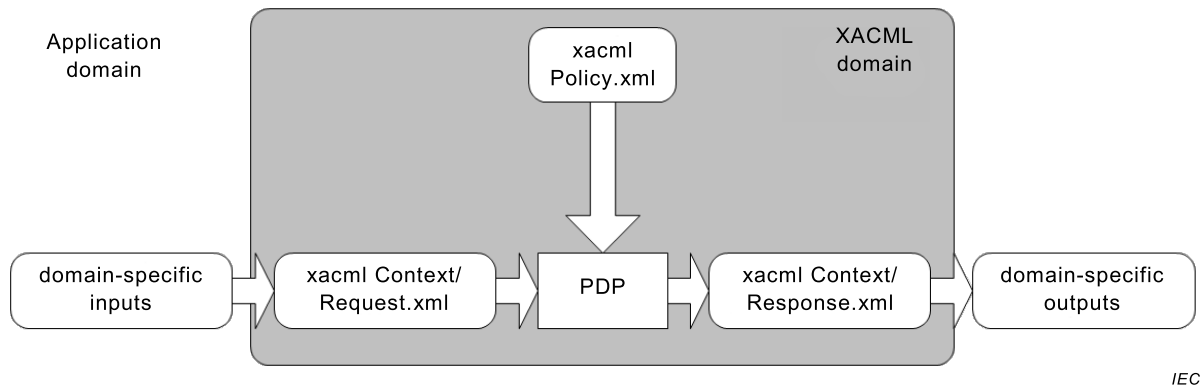 Application
domain
xacml
Policy.xml
XACML
domain
domain-specific
inputs
xacml Context/
Request.xml
PDP
xacml Context/
Response.xml
domain-specific
outputs
IEC